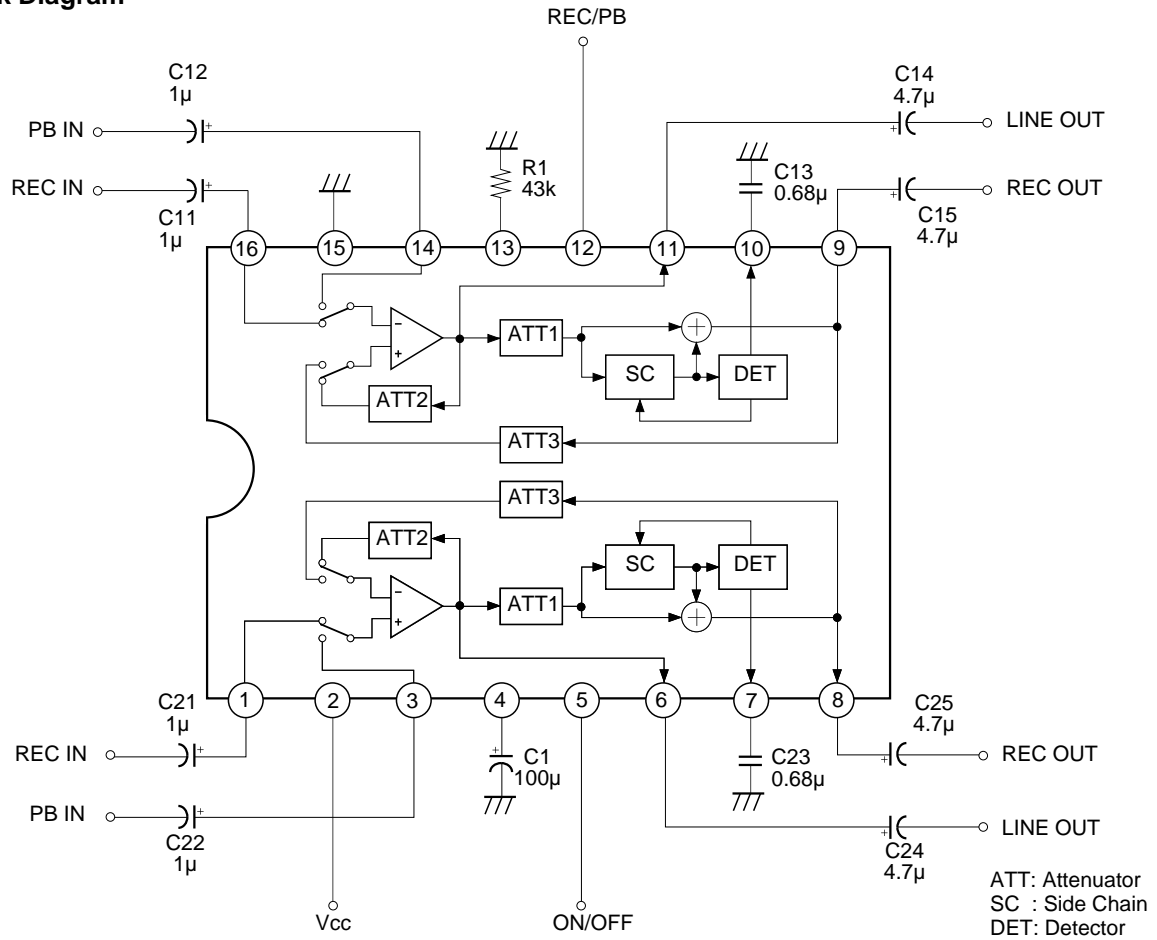 k Diagram
REC/PB
C12
1µ
C14
4.7µ
PB IN
+
+
LINE OUT
R1
43k
C13
0.68µ
REC IN
+
+
REC OUT
C11
1µ
C15
4.7µ
16
15
14
13
12
11
10
9
−
+
ATT1
+
SC
DET
ATT2
ATT3
ATT3
ATT2
SC
DET
−
+
ATT1
+
1
2
3
4
5
6
7
8
C21
1µ
C25
4.7µ
REC IN
+
+
C1
100µ
C23
0.68µ
+
REC OUT
PB IN
+
+
LINE OUT
C22
1µ
C24
4.7µ
Vcc
ON/OFF
ATT: Attenuator
SC : Side Chain
DET: Detector